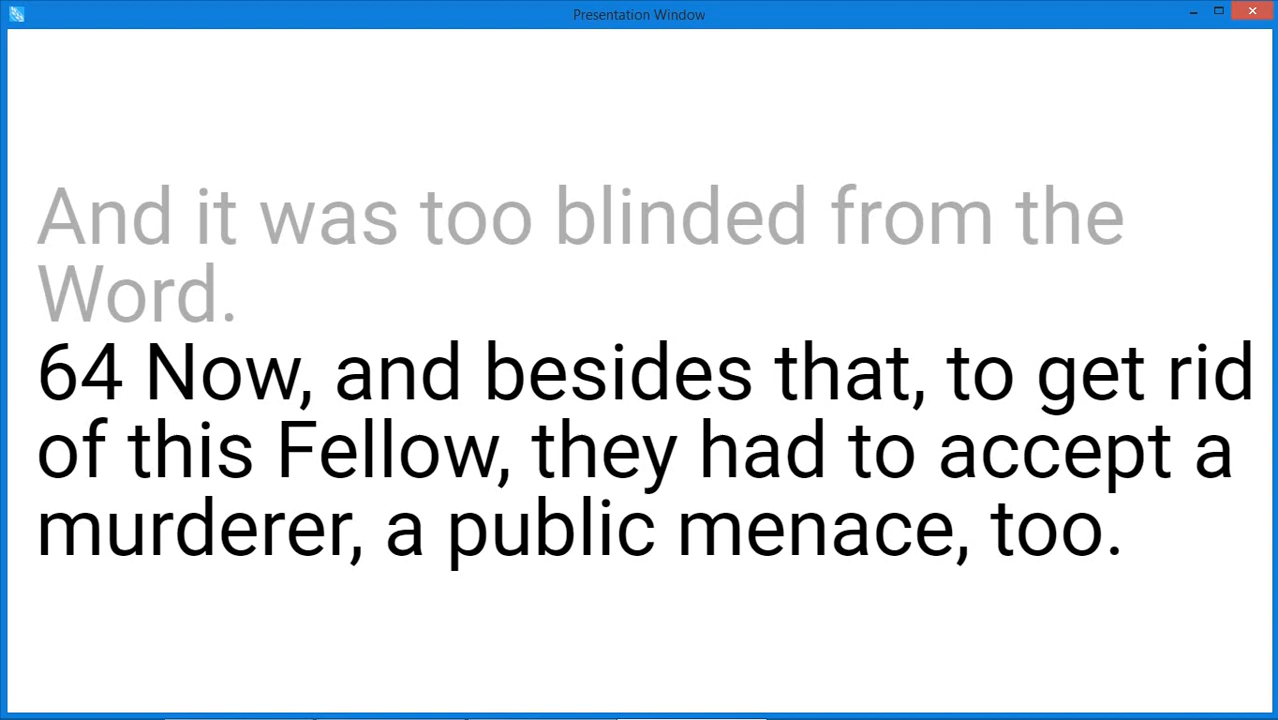 Presentation Window
And it was too blinded from the
Word.
64 Now, and besides that, to get rid
of this Fellow, they had to accept a
murderer, a public menace, too.